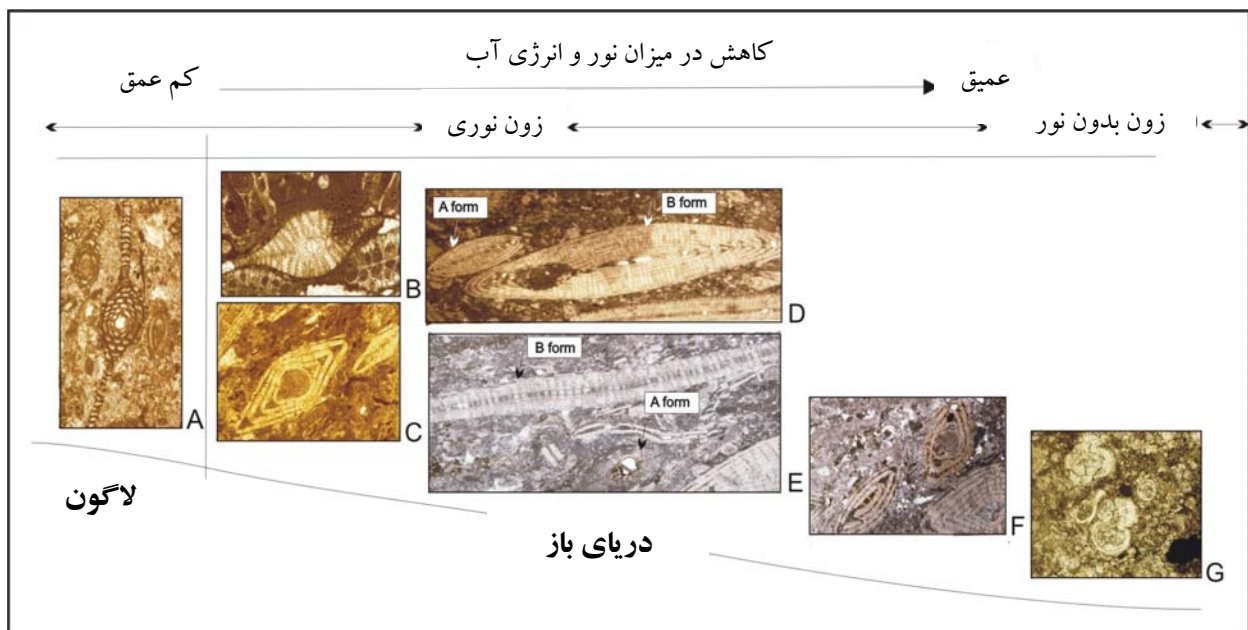 کاهش در میزان نور و انرژی آب
کم عمق
عمیق
زون نوری
زون بدون نور
A form
B form
A
B
C
D
B form
A form
E
F
G
لاگون
دریای باز